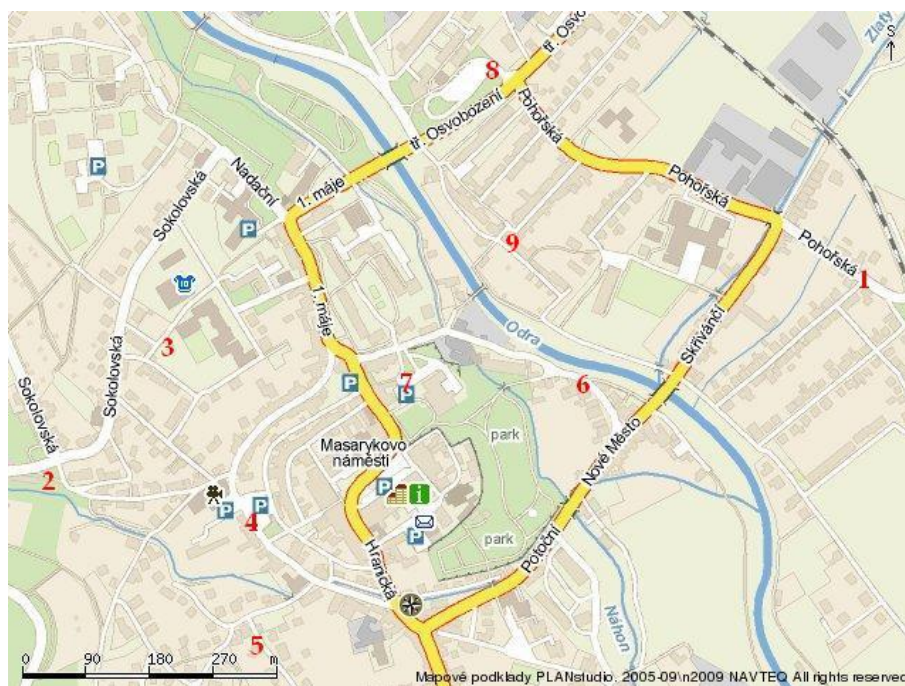 8
tř. Osvo
Zlatý
S
tř. Osvobození
Pohořská
P
Nadační
1. máje
Pohořská
Sokolovská
P
9
Pohořská
1
10
1. máje
Odra
Skřivánčí
3
Sokolovská
7
P
P
6
Sokolovská
Masarykovo
náměstí
park
Nové Město
2
P
i
P
P
4
P
park
Potoční
Hranická
Náhon
5
0 90 180 270 m
Mapové podklady PLANstudio, 2005-09\n2009 NAVTEQ All rights reserved